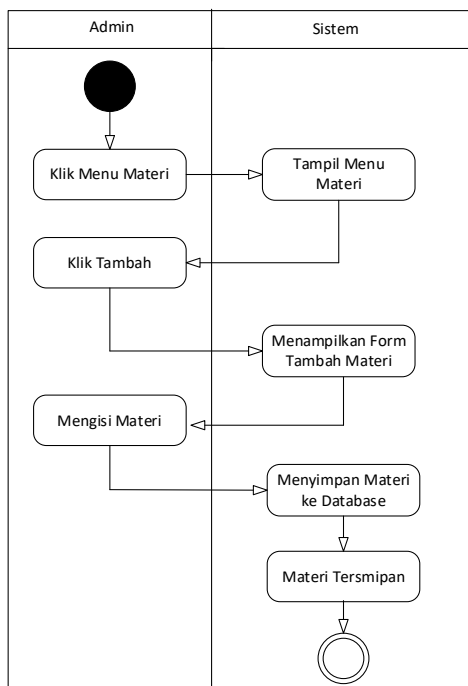 Admin
Sistem
Klik Menu Materi
Tampil Menu
Materi
Klik Tambah
Menampilkan Form
Tambah Materi
Mengisi Materi
Menyimpan Materi
ke Database
Materi Tersmipan